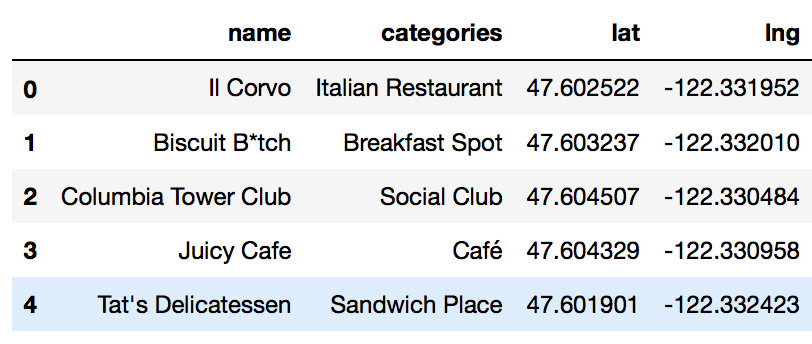 name categories lat lng
0 Il Corvo Italian Restaurant 47.602522 -122.331952
1 Biscuit B*tch Breakfast Spot 47.603237 -122.332010
2 Columbia Tower Club Social Club 47.604507 -122.330484
3 Juicy Cafe Café 47.604329 -122.330958
4 Tat's Delicatessen Sandwich Place 47.601901 -122.332423